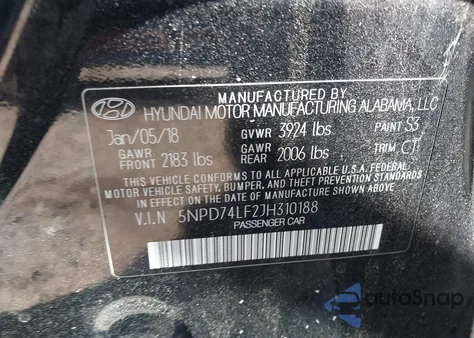 MANUFACTURED BY
HYUNDAI MOTOR MANUFACTURING ALABAMA, LLC
Jan/05/18 GVWR 3924 lbs PAINT S3
GAWR FRONT 2183 lbs GAWR REAR 2006 lbs TRIM CT
THIS VEHICLE CONFORMS TO ALL APPLICABLE U.S.A. FEDERAL
MOTOR VEHICLE SAFETY, BUMPER, AND THEFT PREVENTION STANDARDS
IN EFFECT ON THE DATE OF MANUFACTURE SHOWN ABOVE.
V.I.N 5NPD74LF2JH310188
PASSENGER CAR
autoSnap